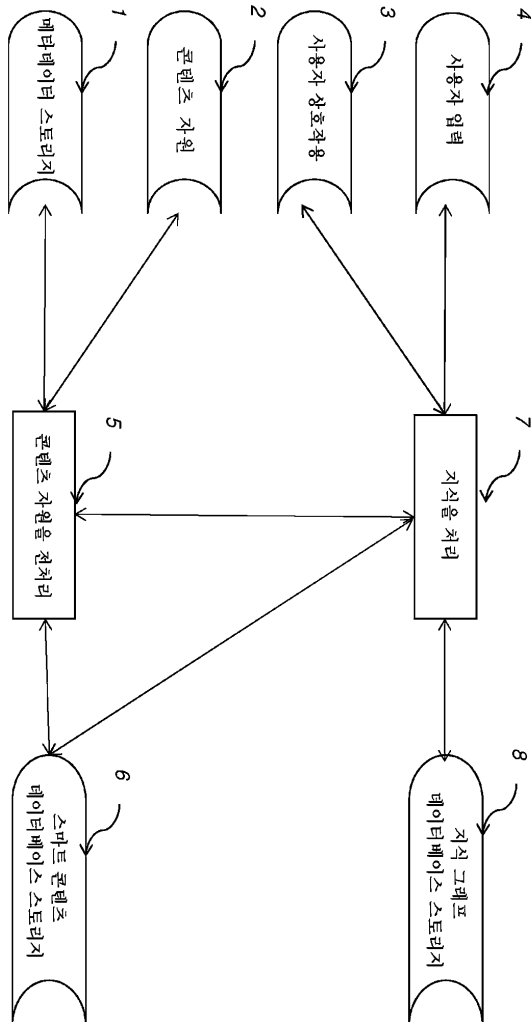 1
메타데이터 스토리지
2
콘텐츠 자원
3
사용자 상호작용
4
사용자 입력
5
콘텐츠 자원을 전처리
7
지식을 처리
6
스마트 콘텐츠
데이터베이스 스토리지
8
지식 그래프
데이터베이스 스토리지